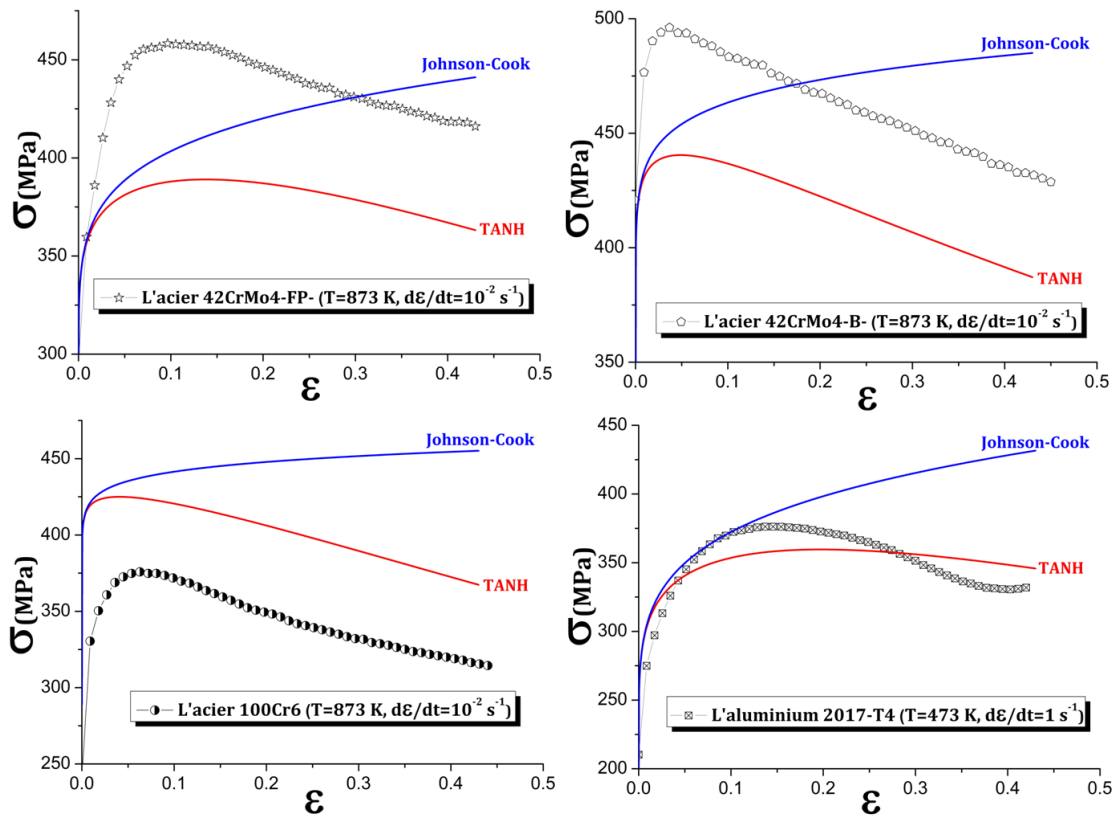 450
400
350
300
0.0
0.1
0.2
0.3
0.4
0.5
σ(MPa)
ε
Johnson-Cook
TANH
L'acier 42CrMo4-FP- (T=873 K, dε/dt=10⁻² s⁻¹)
500
450
400
350
0.0
0.1
0.2
0.3
0.4
0.5
σ(MPa)
ε
Johnson-Cook
TANH
L'acier 42CrMo4-B- (T=873 K, dε/dt=10⁻² s⁻¹)
450
400
350
300
250
0.0
0.1
0.2
0.3
0.4
0.5
σ(MPa)
ε
Johnson-Cook
TANH
L'acier 100Cr6 (T=873 K, dε/dt=10⁻² s⁻¹)
450
400
350
300
250
200
0.0
0.1
0.2
0.3
0.4
0.5
σ(MPa)
ε
Johnson-Cook
TANH
L'aluminium 2017-T4 (T=473 K, dε/dt=1 s⁻¹)